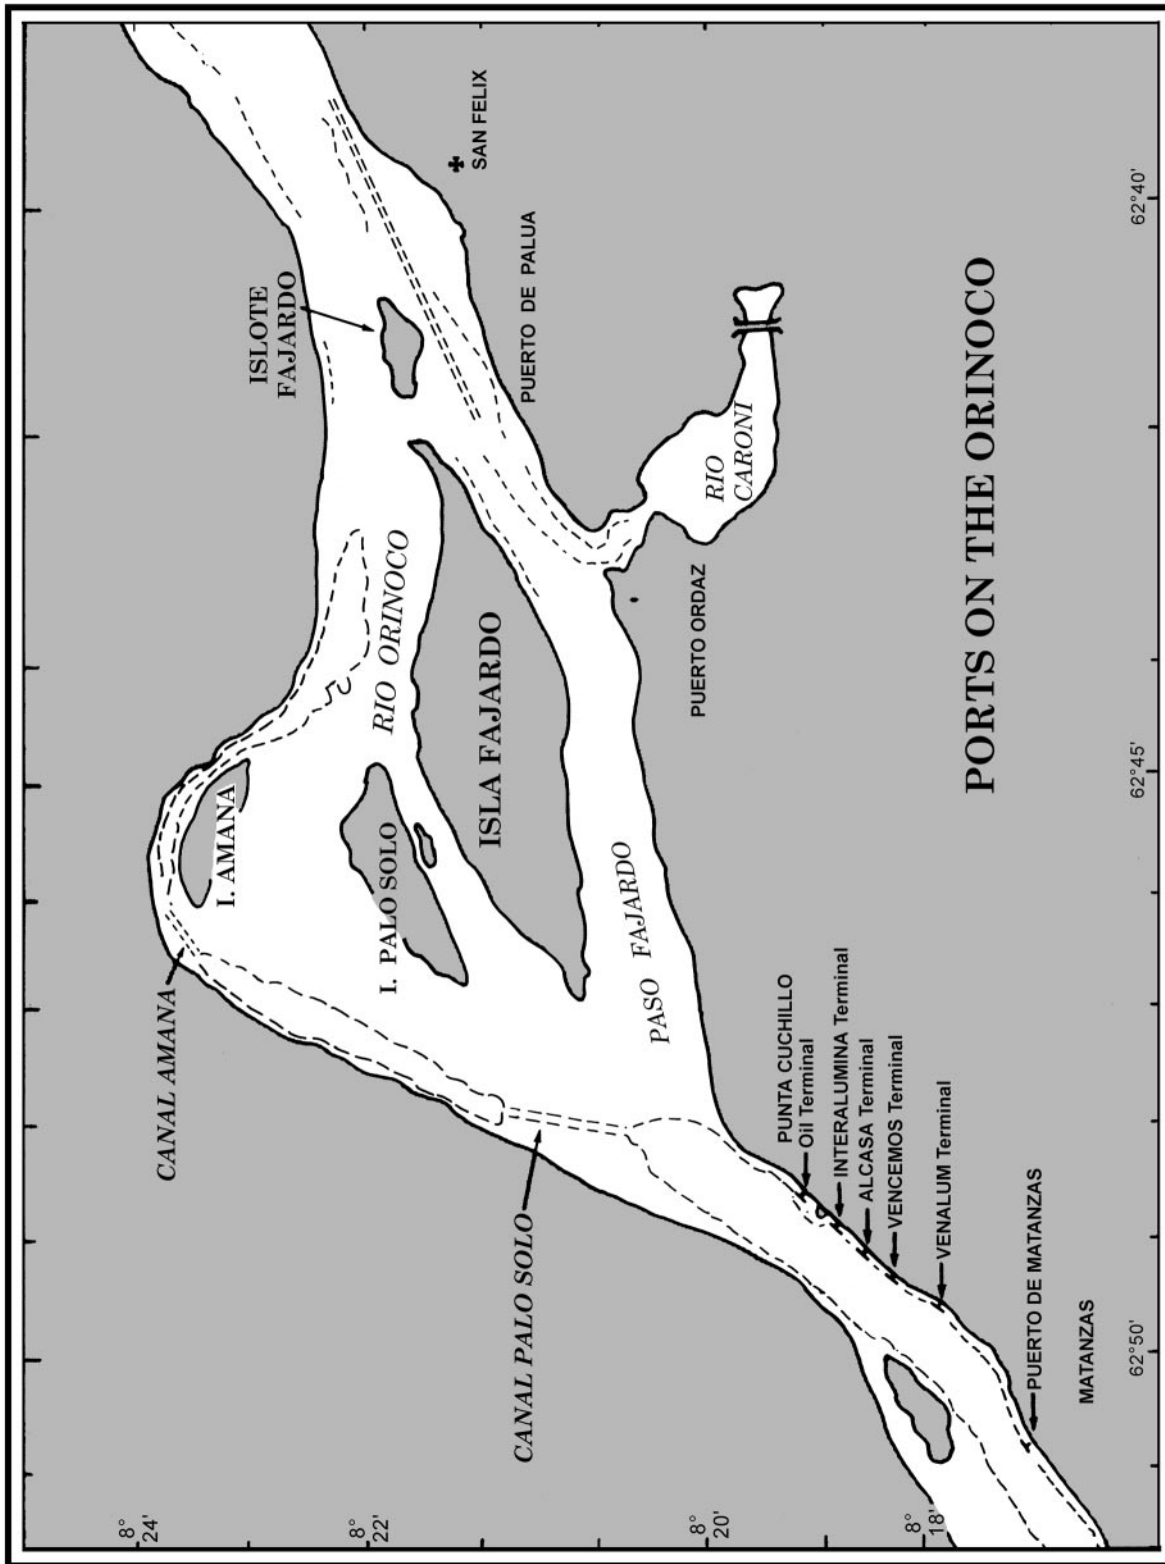 PORTS ON THE ORINOCO
CANAL AMANA
I. AMANA
ISLOTE
FAJARDO
RIO ORINOCO
I. PALO SOLO
ISLA FAJARDO
CANAL PALO SOLO
PASO FAJARDO
SAN FELIX
PUERTO DE PALUA
RIO
CARONI
PUERTO ORDAZ
PUNTA CUCHILLO
Oil Terminal
INTERALUMINA Terminal
ALCASA Terminal
VENCEMOS Terminal
VENALUM Terminal
PUERTO DE MATANZAS
MATANZAS
8°
24'
8°
22'
8°
20'
8°
18'
62°50'
62°45'
62°40'